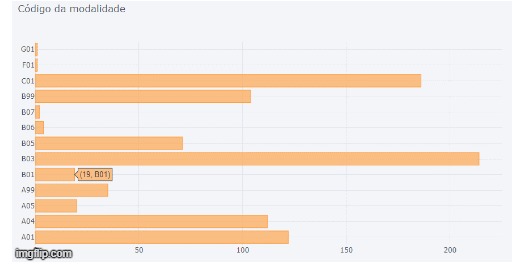 Código da modalidade
G01
F01
C01
B99
B07
B06
B05
B03
B01 (19, B01)
A99
A05
A04
A01
50 100 150 200
imgflip.com